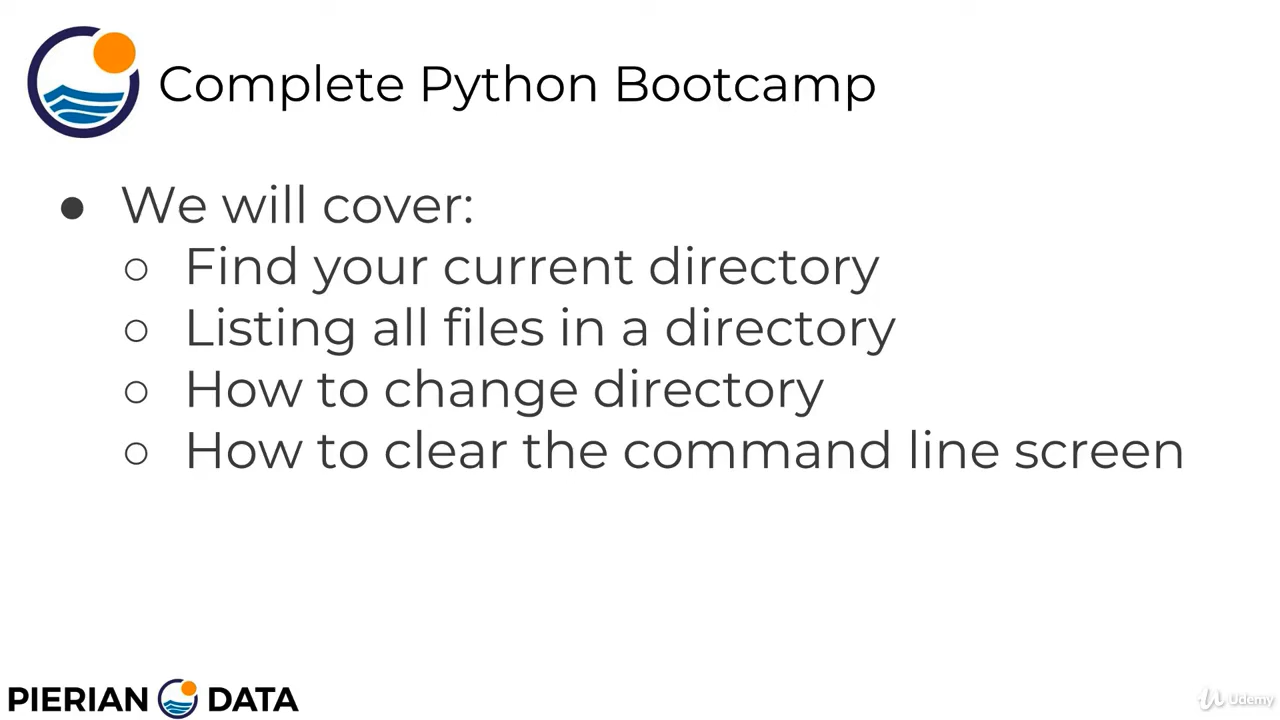 Complete Python Bootcamp
● We will cover:
○ Find your current directory
○ Listing all files in a directory
○ How to change directory
○ How to clear the command line screen
PIERIAN DATA
Udemy